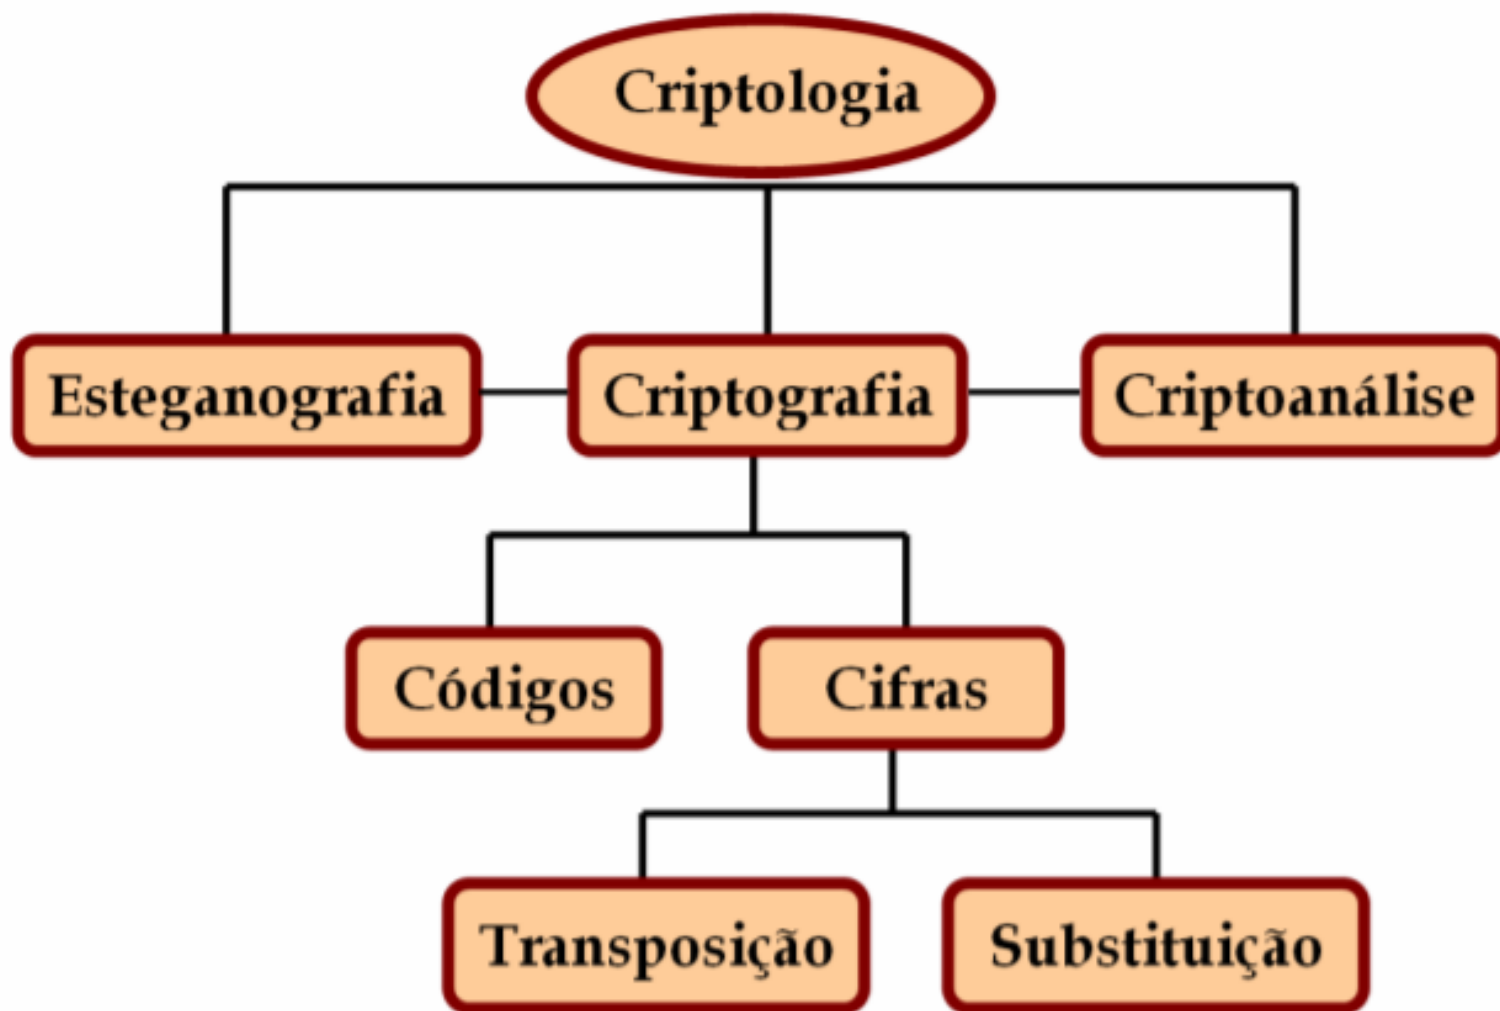 Criptologia
Esteganografia
Criptografia
Criptoanálise
Códigos
Cifras
Transposição
Substituição